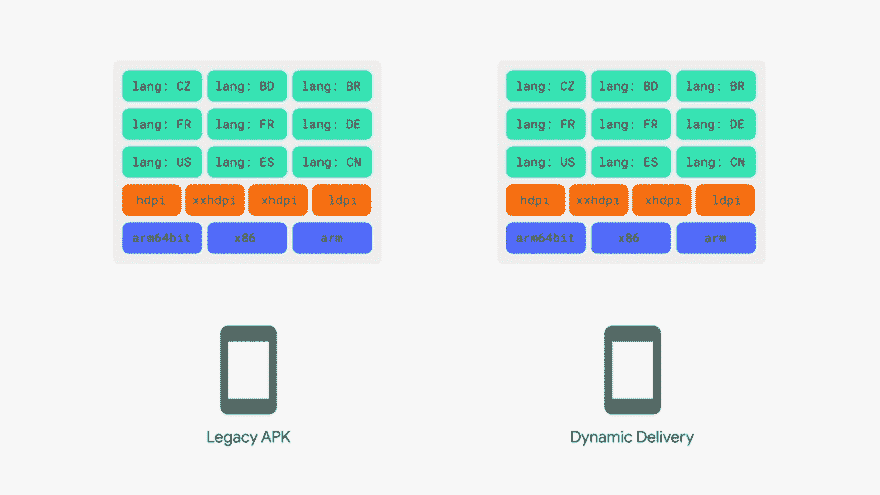 lang: CZ lang: BD lang: BR
lang: FR lang: FR lang: DE
lang: US lang: ES lang: CN
hdpi xxhdpi xhdpi ldpi
arm64bit x86 arm
Legacy APK
lang: CZ lang: BD lang: BR
lang: FR lang: FR lang: DE
lang: US lang: ES lang: CN
hdpi xxhdpi xhdpi ldpi
arm64bit x86 arm
Dynamic Delivery